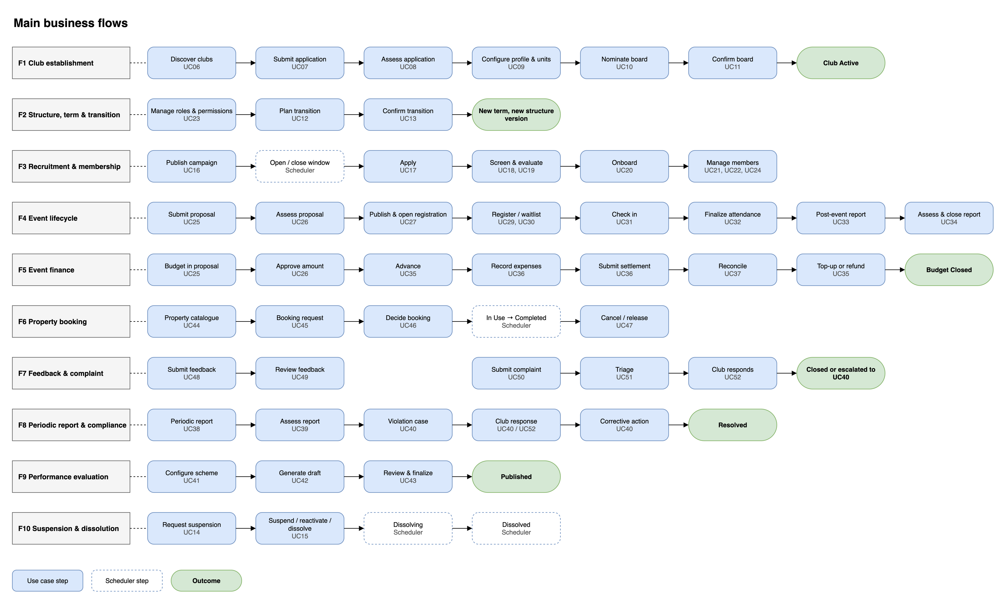 Main business flows
F1 Club establishment
Discover clubs
UC06
Submit application
UC07
Assess application
UC08
Configure profile & units
UC09
Nominate board
UC10
Confirm board
UC11
Club Active
F2 Structure, term & transition
Manage roles & permissions
UC23
Plan transition
UC12
Confirm transition
UC13
New term, new structure
version
F3 Recruitment & membership
Publish campaign
UC16
Open / close window
Scheduler
Apply
UC17
Screen & evaluate
UC18, UC19
Onboard
UC20
Manage members
UC21, UC22, UC24
F4 Event lifecycle
Submit proposal
UC25
Assess proposal
UC26
Publish & open registration
UC27
Register / waitlist
UC29, UC30
Check in
UC31
Finalize attendance
UC32
Post-event report
UC33
Assess & close report
UC34
F5 Event finance
Budget in proposal
UC25
Approve amount
UC26
Advance
UC35
Record expenses
UC36
Submit settlement
UC36
Reconcile
UC37
Top-up or refund
UC35
Budget Closed
F6 Property booking
Property catalogue
UC44
Booking request
UC45
Decide booking
UC46
In Use → Completed
Scheduler
Cancel / release
UC47
F7 Feedback & complaint
Submit feedback
UC48
Review feedback
UC49
Submit complaint
UC50
Triage
UC51
Club responds
UC52
Closed or escalated to
UC40
F8 Periodic report & compliance
Periodic report
UC38
Assess report
UC39
Violation case
UC40
Club response
UC40 / UC52
Corrective action
UC40
Resolved
F9 Performance evaluation
Configure scheme
UC41
Generate draft
UC42
Review & finalize
UC43
Published
F10 Suspension & dissolution
Request suspension
UC14
Suspend / reactivate /
dissolve
UC15
Dissolving
Scheduler
Dissolved
Scheduler
Use case step
Scheduler step
Outcome